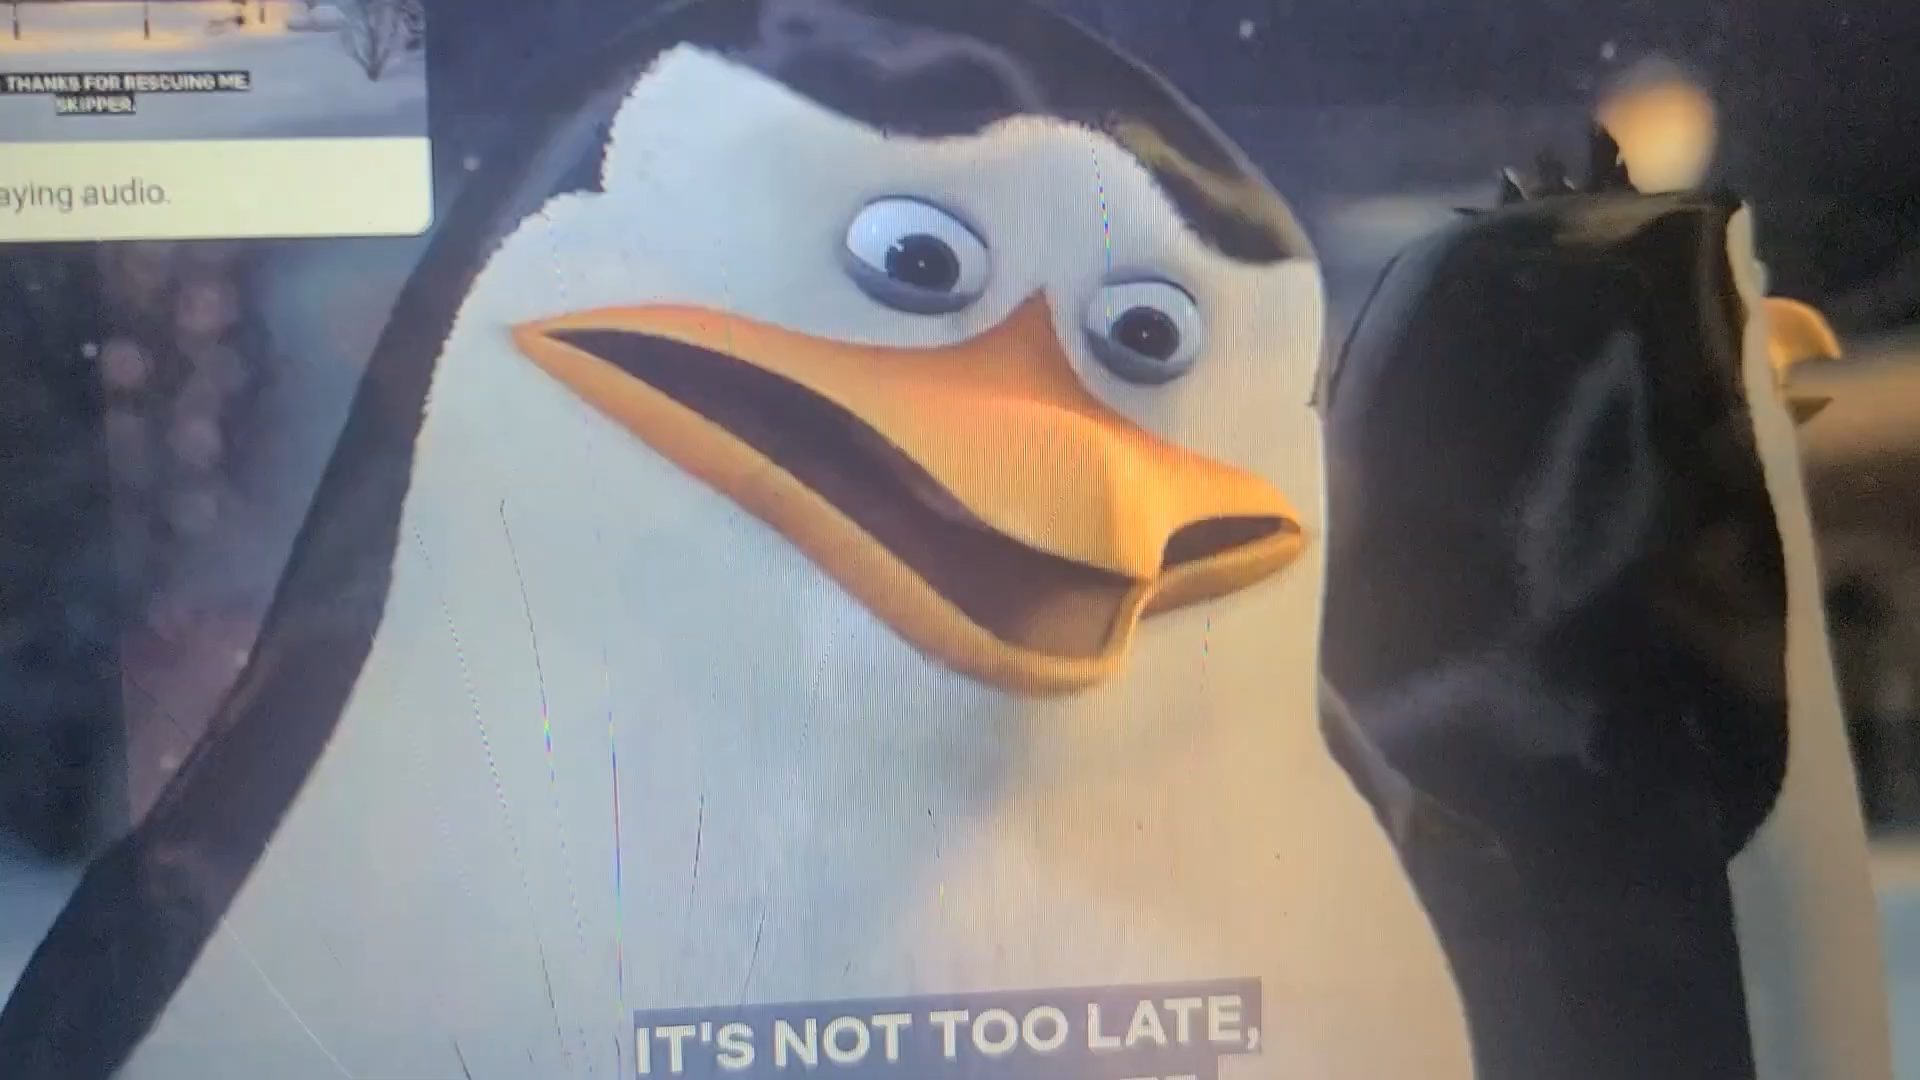 THANKS FOR RESCUING ME,
SKIPPER.
aying audio.
IT'S NOT TOO LATE,